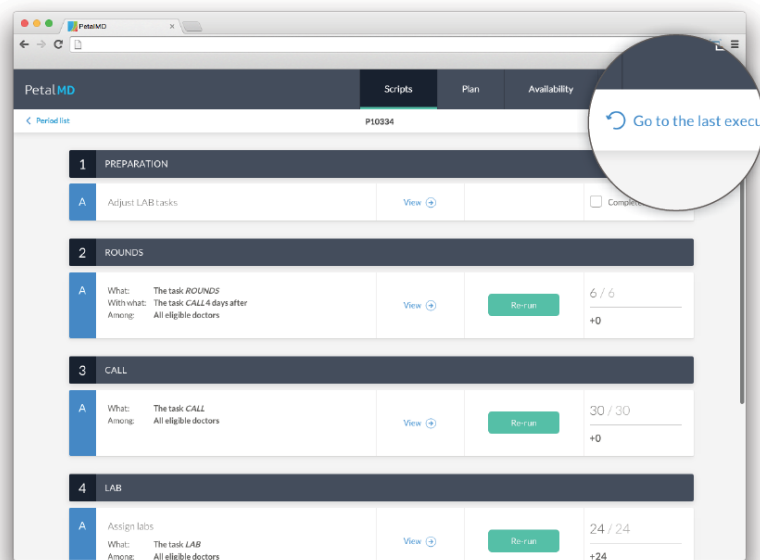 PetalMD
PetalMD
Scripts
Plan
Availability
Period list
P10334
Go to the last execu
1 PREPARATION
A Adjust LAB tasks View Complete
2 ROUNDS
A What: The task ROUNDS
With what: The task CALL 4 days after
Among: All eligible doctors
View
Re-run
6 / 6
+0
3 CALL
A What: The task CALL
Among: All eligible doctors
View
Re-run
30 / 30
+0
4 LAB
A Assign labs
What: The task LAB
Among: All eligible doctors
View
Re-run
24 / 24
+24